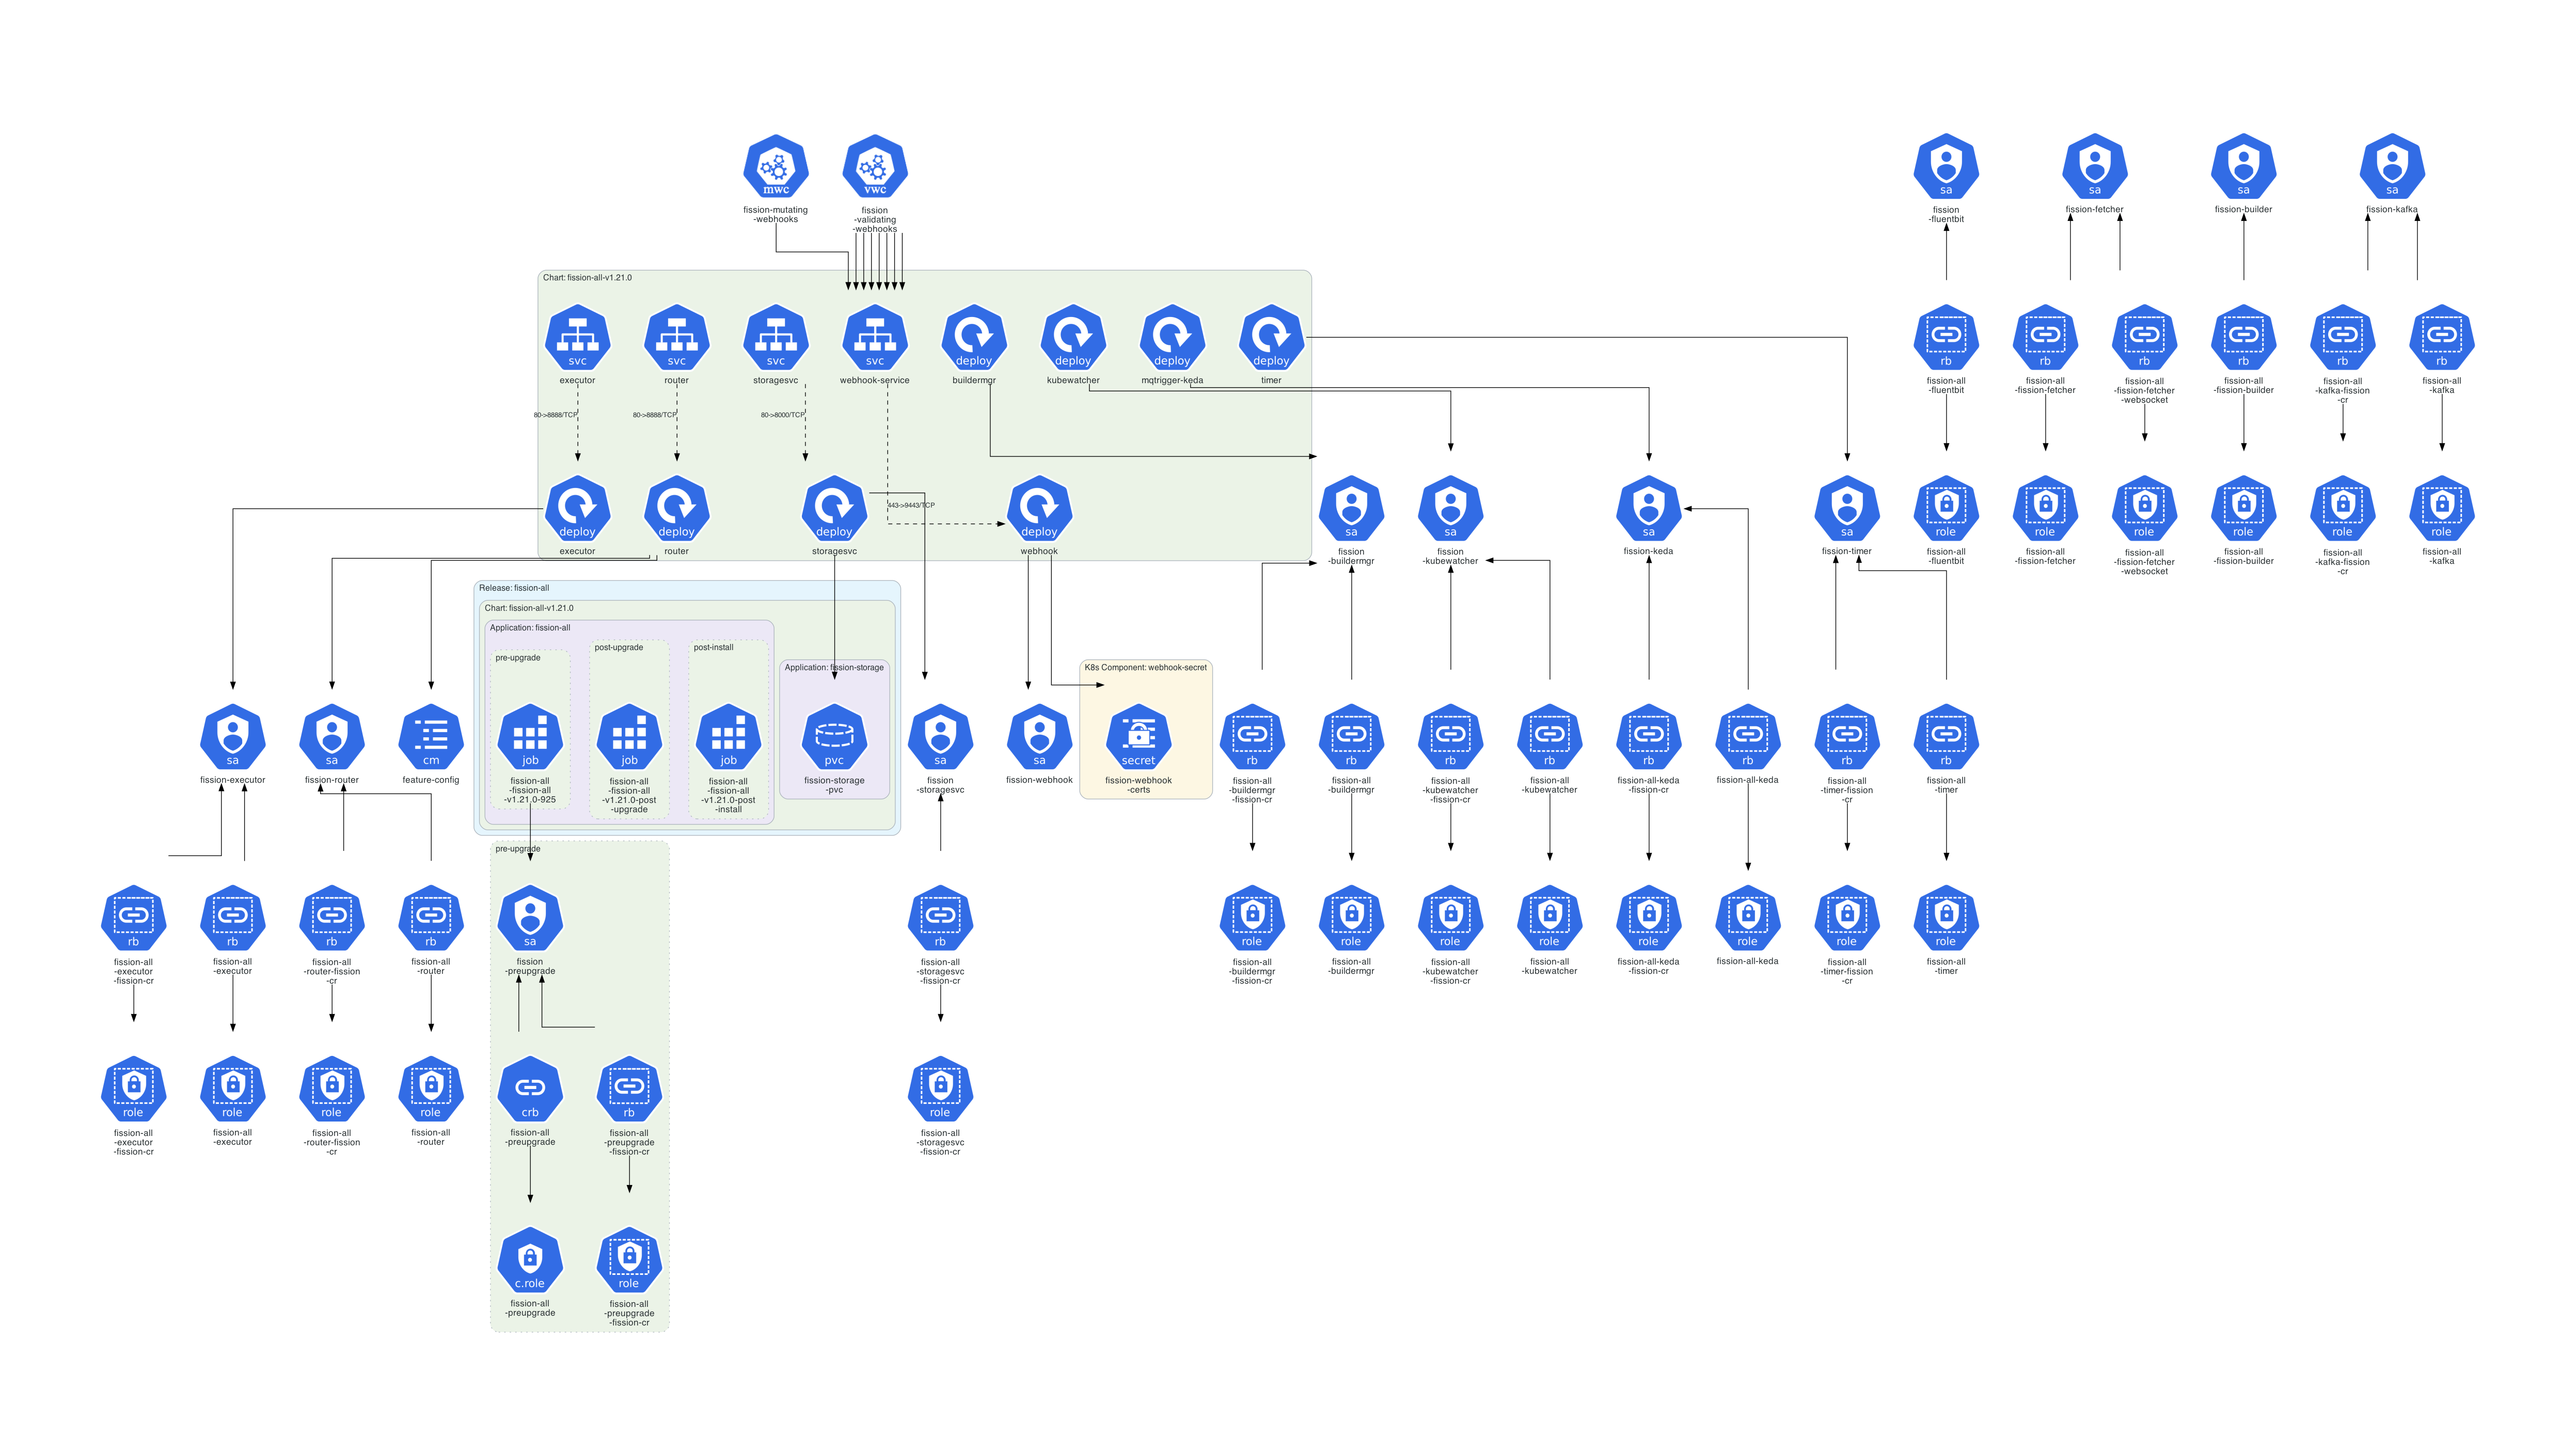 mwc
vwc
sa
sa
sa
sa
fission-mutating
-webhooks
fission
-validating
-webhooks
fission
-fluentbit
fission-fetcher
fission-builder
fission-kafka
Chart: fission-all-v1.21.0
svc
svc
svc
svc
deploy
deploy
deploy
deploy
rb
rb
rb
rb
rb
rb
executor
router
storagesvc
webhook-service
buildermgr
kubewatcher
mqtrigger-keda
timer
fission-all
-fluentbit
fission-all
-fission-fetcher
fission-all
-fission-fetcher
-websocket
fission-all
-fission-builder
fission-all
-kafka-fission
-cr
fission-all
-kafka
80->8888/TCP
80->8888/TCP
80->8000/TCP
443->9443/TCP
deploy
deploy
deploy
deploy
sa
sa
sa
sa
role
role
role
role
role
role
executor
router
storagesvc
webhook
fission
-buildermgr
fission
-kubewatcher
fission-keda
fission-timer
fission-all
-fluentbit
fission-all
-fission-fetcher
fission-all
-fission-fetcher
-websocket
fission-all
-fission-builder
fission-all
-kafka-fission
-cr
fission-all
-kafka
Release: fission-all
Chart: fission-all-v1.21.0
Application: fission-all
pre-upgrade
post-upgrade
post-install
Application: fission-storage
K8s Component: webhook-secret
sa
sa
cm
job
job
job
pvc
sa
sa
secret
rb
rb
rb
rb
rb
rb
rb
rb
fission-executor
fission-router
feature-config
fission-all
-fission-all
-v1.21.0-925
fission-all
-fission-all
-v1.21.0-post
-upgrade
fission-all
-fission-all
-v1.21.0-post
-install
fission-storage
-pvc
fission
-storagesvc
fission-webhook
fission-webhook
-certs
fission-all
-buildermgr
-fission-cr
fission-all
-buildermgr
fission-all
-kubewatcher
-fission-cr
fission-all
-kubewatcher
fission-all-keda
-fission-cr
fission-all-keda
fission-all
-timer-fission
-cr
fission-all
-timer
pre-upgrade
rb
rb
rb
rb
sa
rb
role
role
role
role
role
role
role
role
fission-all
-executor
-fission-cr
fission-all
-executor
fission-all
-router-fission
-cr
fission-all
-router
fission
-preupgrade
fission-all
-storagesvc
-fission-cr
fission-all
-buildermgr
-fission-cr
fission-all
-buildermgr
fission-all
-kubewatcher
-fission-cr
fission-all
-kubewatcher
fission-all-keda
-fission-cr
fission-all-keda
fission-all
-timer-fission
-cr
fission-all
-timer
role
role
role
role
crb
rb
role
fission-all
-executor
-fission-cr
fission-all
-executor
fission-all
-router-fission
-cr
fission-all
-router
fission-all
-preupgrade
fission-all
-preupgrade
-fission-cr
fission-all
-storagesvc
-fission-cr
c.role
role
fission-all
-preupgrade
fission-all
-preupgrade
-fission-cr